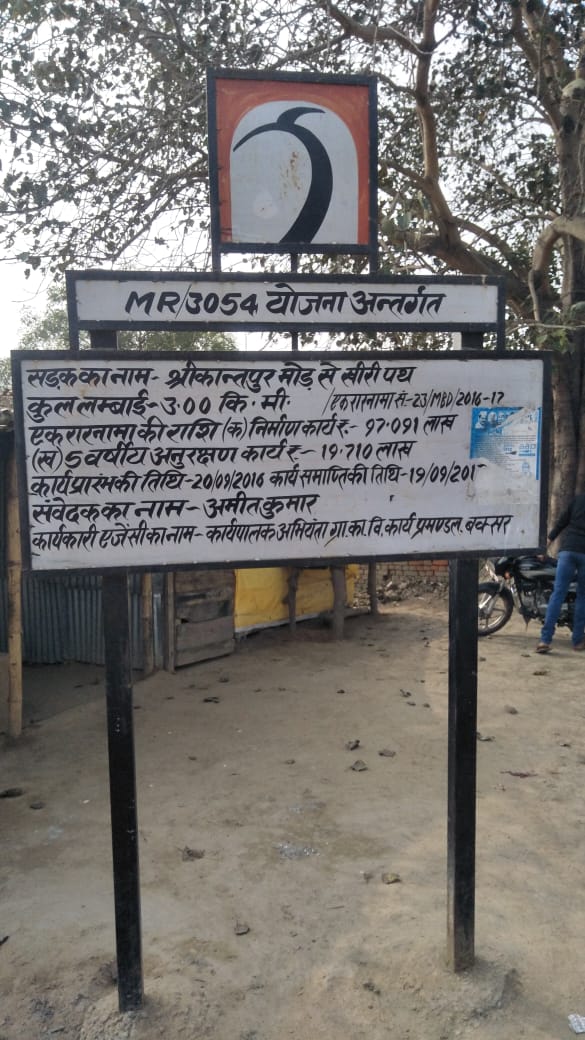 MR/3054 योजना अन्तर्गत
सड़क का नाम - श्रीकान्तपुर मोड़ से सीरी पथ
कुल लम्बाई - 3.00 कि. मी. /एकरारनामा सं.-23/MBD/2016-17
एकरारनामा की राशि (क) निर्माण कार्य रु.- 97.091 लाख
(ख) 5 वर्षीय अनुरक्षण कार्य रु.- 19.710 लाख
कार्य प्रारम्भ की तिथि-20/09/2016 कार्य समाप्ति की तिथि-19/09/201
संवेदक का नाम - अमीत कुमार
कार्यकारी एजेंसी का नाम - कार्यपालक अभियंता ग्रा. का. वि. कार्य प्रमण्डल. बक्सर